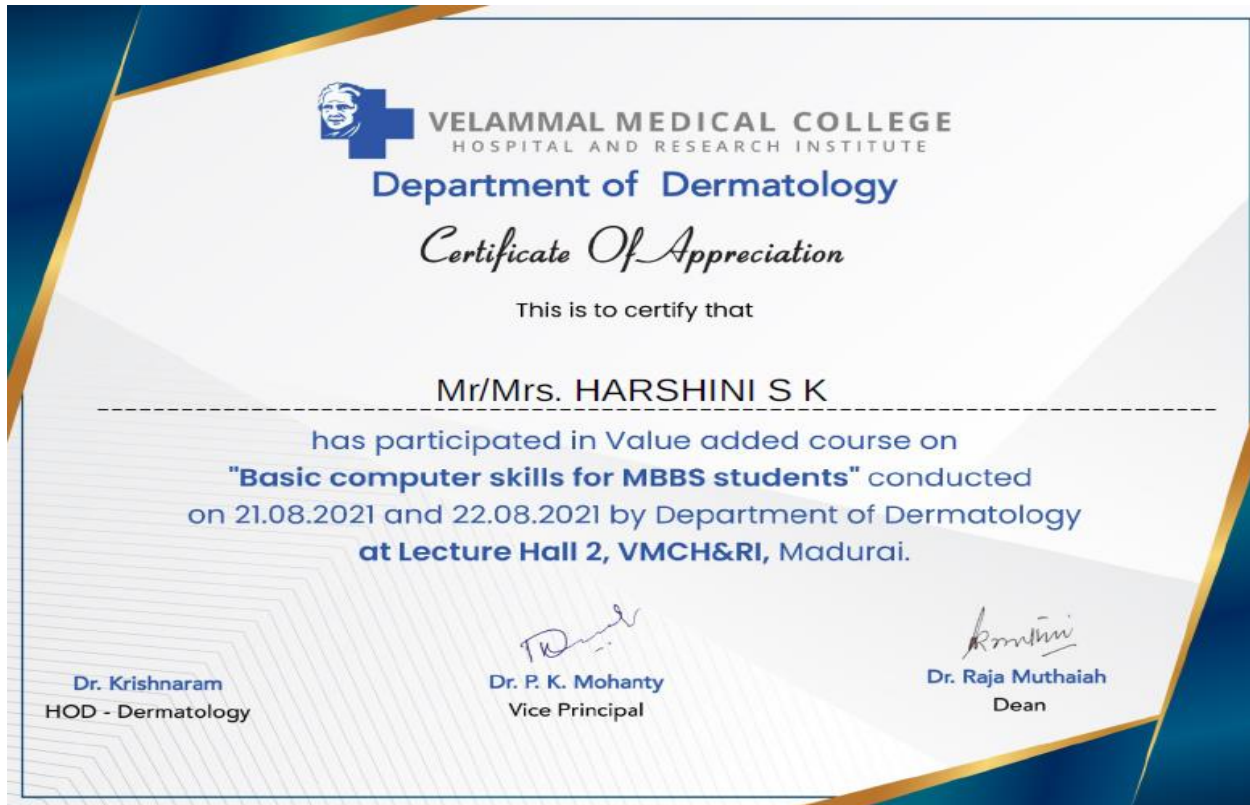 VELAMMAL MEDICAL COLLEGE
HOSPITAL AND RESEARCH INSTITUTE
Department of Dermatology
Certificate Of Appreciation
This is to certify that
Mr/Mrs. HARSHINI S K
has participated in Value added course on
"Basic computer skills for MBBS students" conducted
on 21.08.2021 and 22.08.2021 by Department of Dermatology
at Lecture Hall 2, VMCH&RI, Madurai.
Dr. Krishnaram
HOD - Dermatology
Dr. P. K. Mohanty
Vice Principal
Dr. Raja Muthaiah
Dean